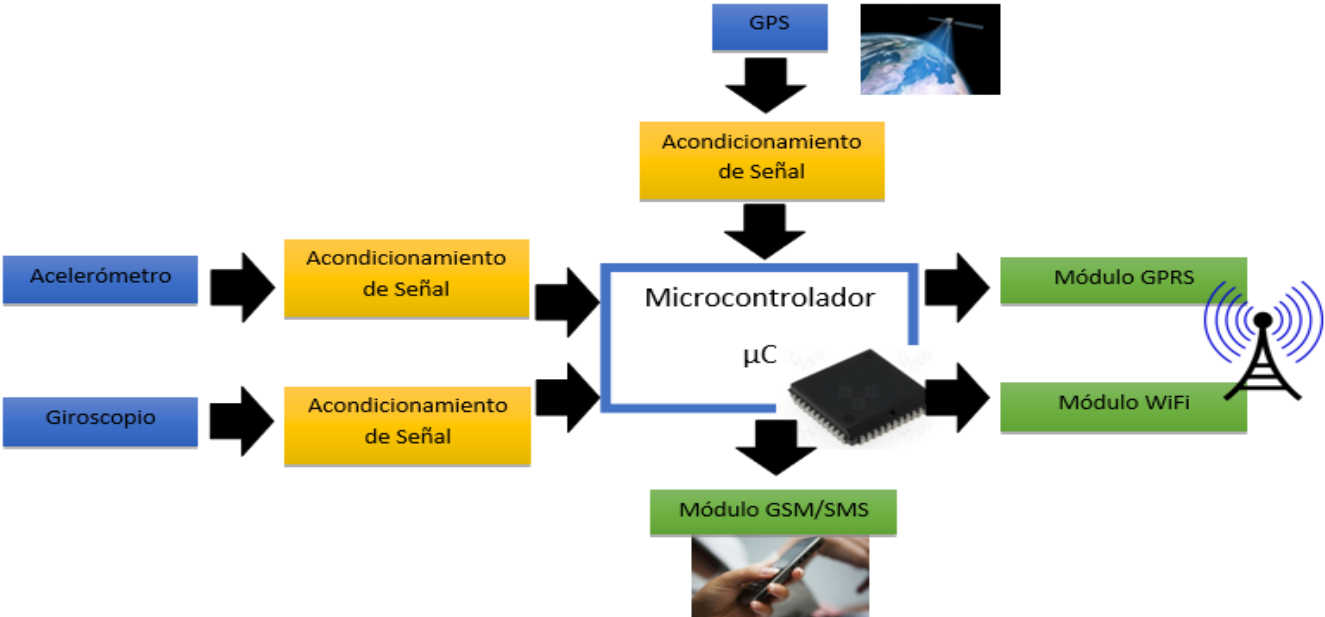 GPS
Acondicionamiento
de Señal
Acelerómetro
Acondicionamiento
de Señal
Microcontrolador
µC
Módulo GPRS
Giroscopio
Acondicionamiento
de Señal
Módulo WiFi
Módulo GSM/SMS